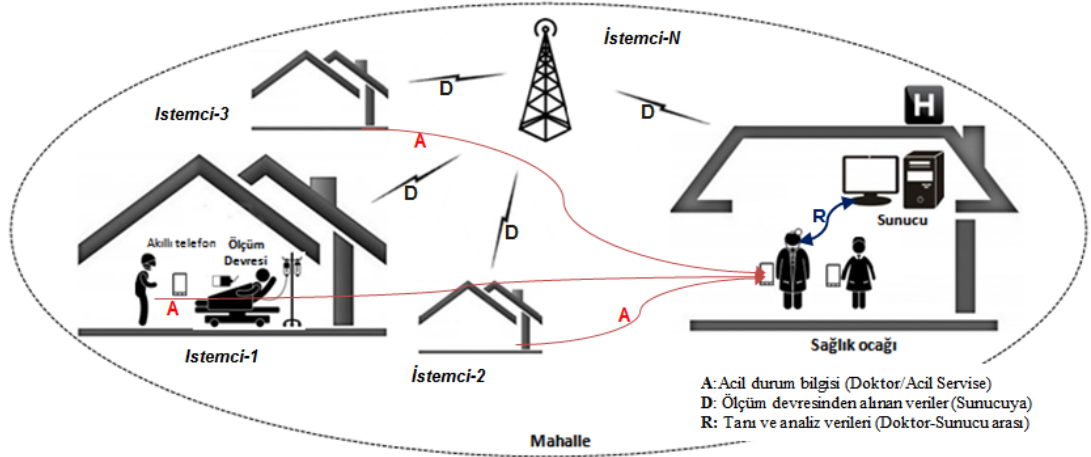 İstemci-N
D
H
D
Istemci-3
A
D
R
Sunucu
D
Akıllı telefon
Ölçüm
Devresi
A
A
Istemci-1
İstemci-2
Sağlık ocağı
A: Acil durum bilgisi (Doktor/Acil Servise)
D: Ölçüm devresinden alınan veriler (Sunucuya)
R: Tanı ve analiz verileri (Doktor-Sunucu arası)
Mahalle